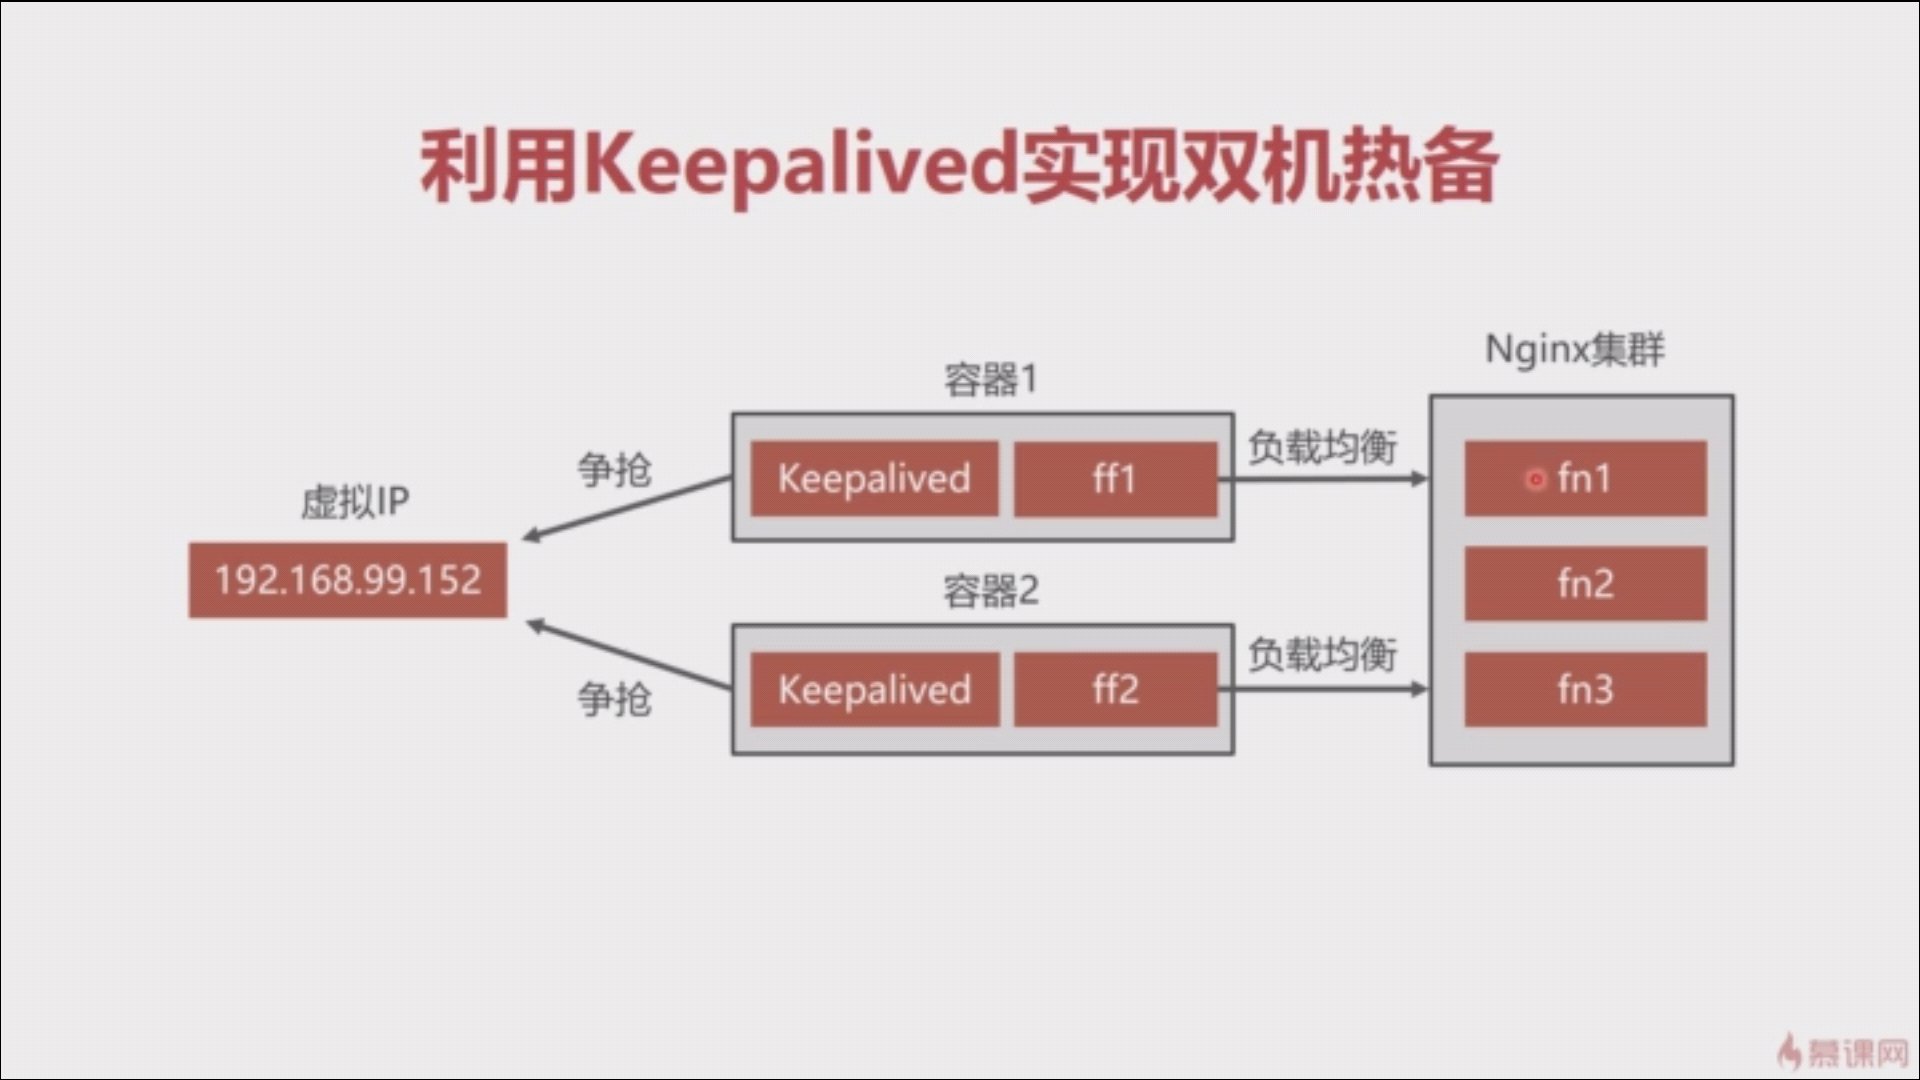 利用Keepalived实现双机热备
Nginx集群
容器1
争抢
Keepalived
ff1
负载均衡
fn1
虚拟IP
192.168.99.152
fn2
容器2
争抢
Keepalived
ff2
负载均衡
fn3
慕课网